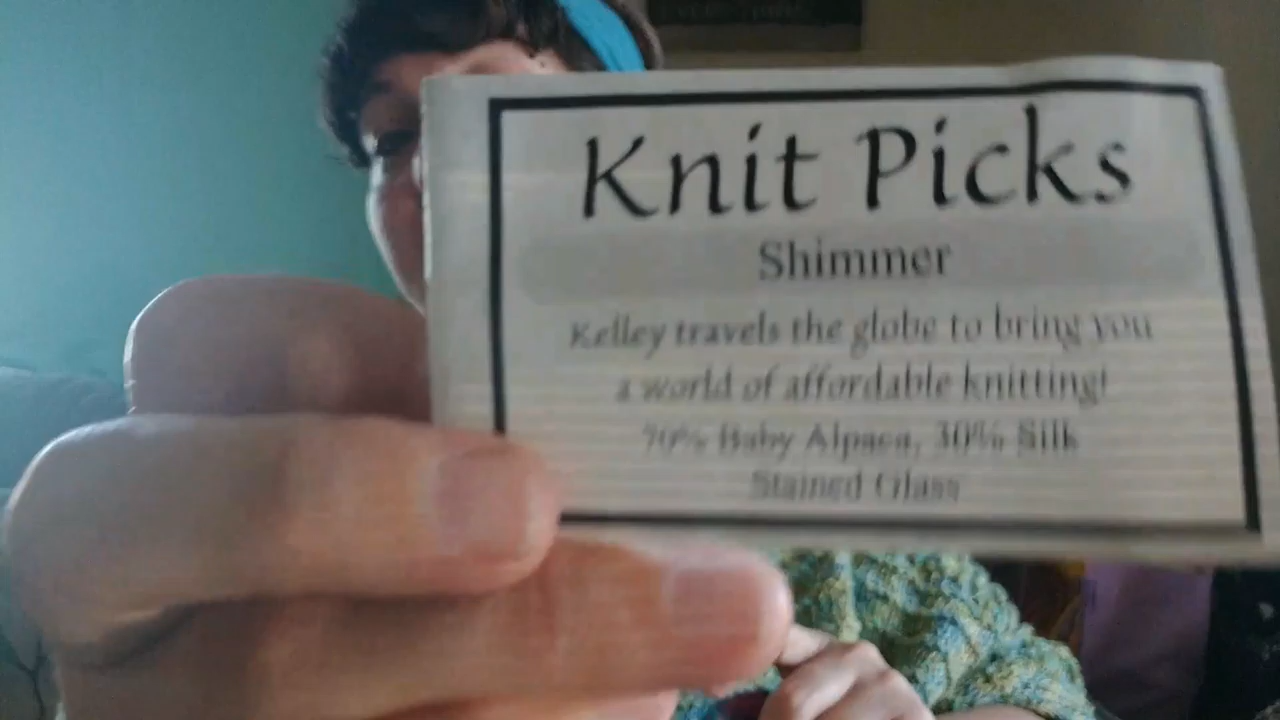 Knit Picks
Shimmer
Kelley travels the globe to bring you
a world of affordable knitting!
70% Baby Alpaca, 30% Silk
Stained Glass